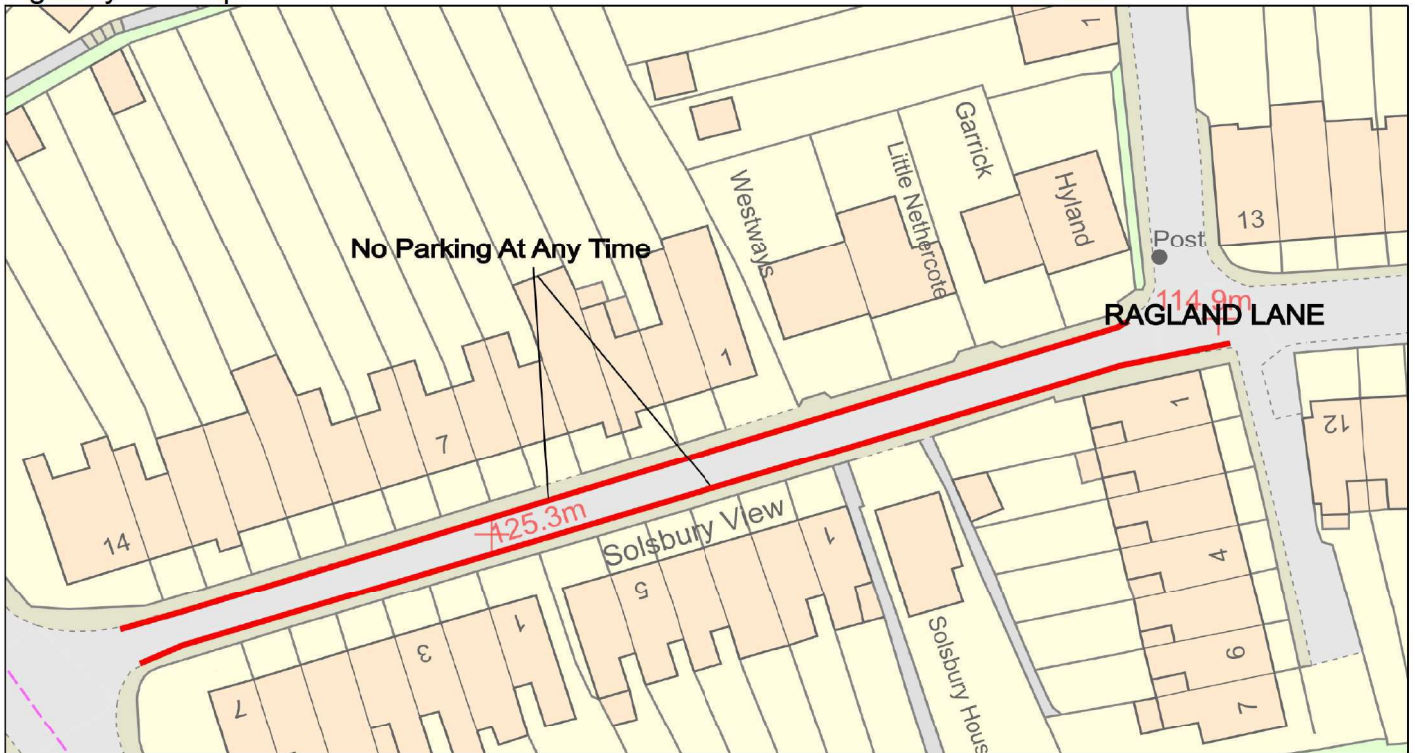 1
Garrick
Little Nethercote
Westways
Hyland
13
Post
No Parking At Any Time
114.9m
RAGLAND LANE
1
7
1
12
14
125.3m
Solsbury View
1
5
4
1
3
7
6
7
Solsbury Hous